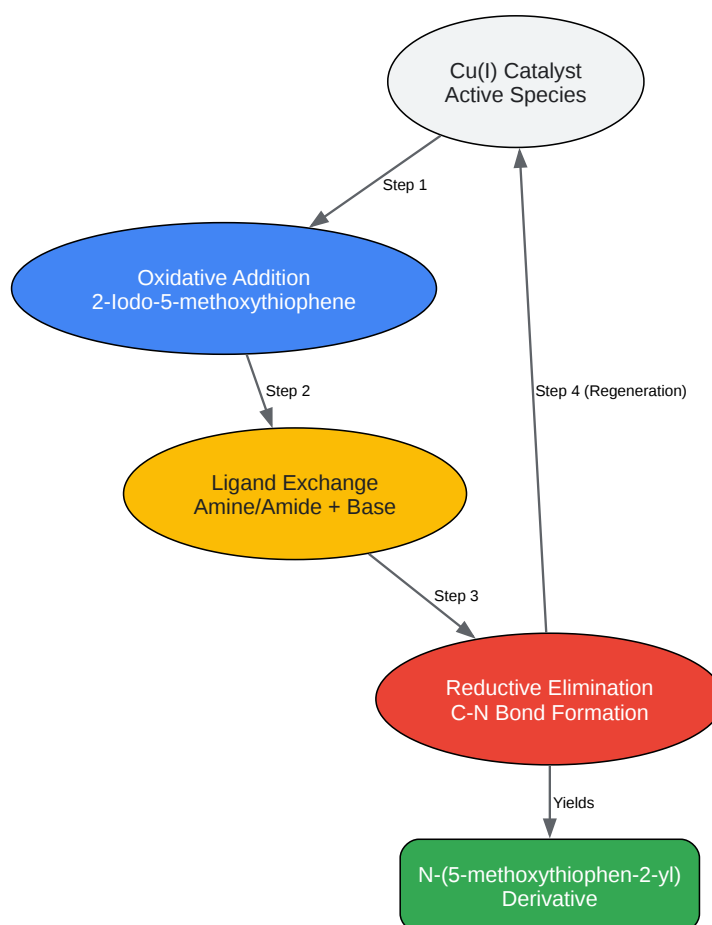 Cu(I) Catalyst
Active Species
Step 1
Oxidative Addition
2-Iodo-5-methoxythiophene
Step 2
Step 4 (Regeneration)
Ligand Exchange
Amine/Amide + Base
Step 3
Reductive Elimination
C-N Bond Formation
Yields
N-(5-methoxythiophen-2-yl)
Derivative